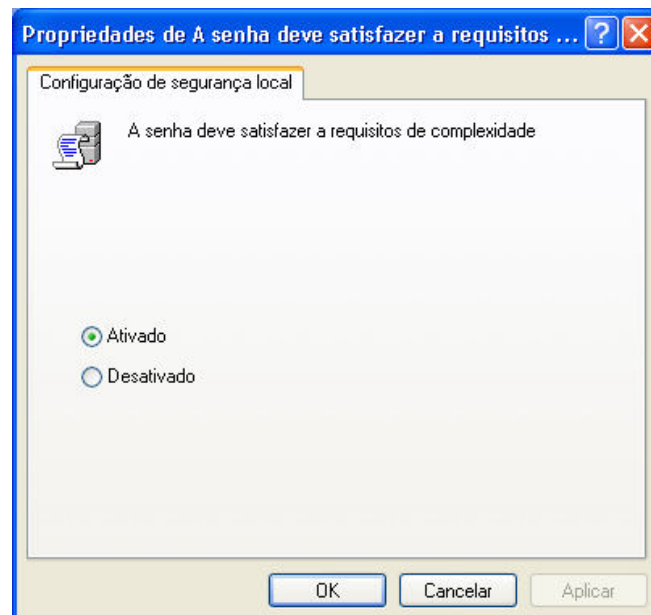 Propriedades de A senha deve satisfazer a requisitos ...
Configuração de segurança local
A senha deve satisfazer a requisitos de complexidade
Ativado
Desativado
OK
Cancelar
Aplicar